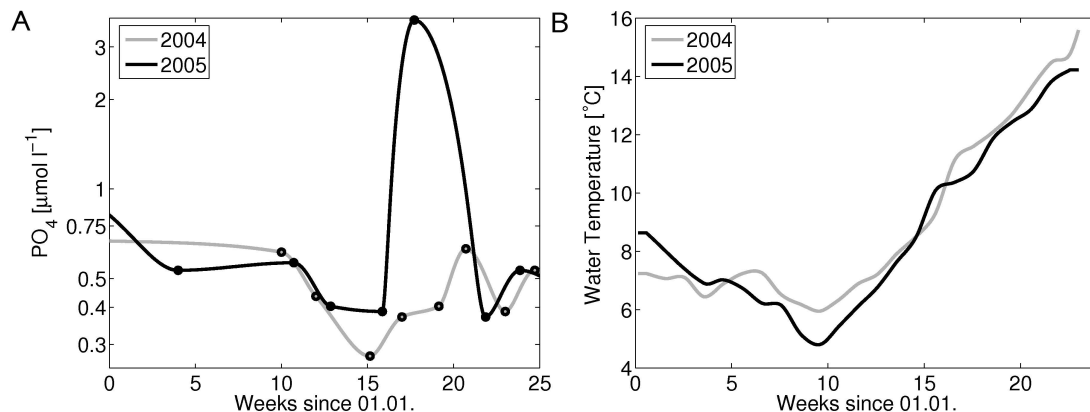 A
2004
2005
PO4 [μmol l−1]
3
2
1
0.75
0.5
0.4
0.3
0 5 10 15 20 25
Weeks since 01.01.
B
2004
2005
Water Temperature [°C]
16
14
12
10
8
6
4
0 5 10 15 20
Weeks since 01.01.